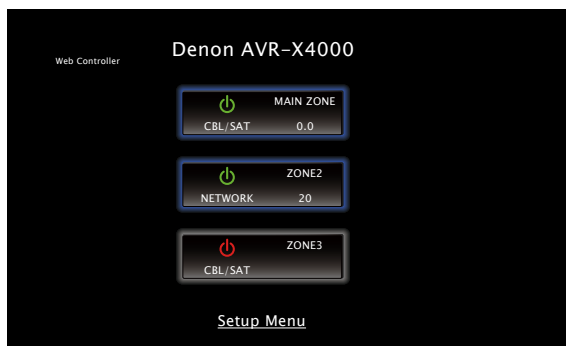 Denon AVR-X4000
Web Controller
MAIN ZONE
CBL/SAT 0.0
ZONE2
NETWORK 20
ZONE3
CBL/SAT
Setup Menu